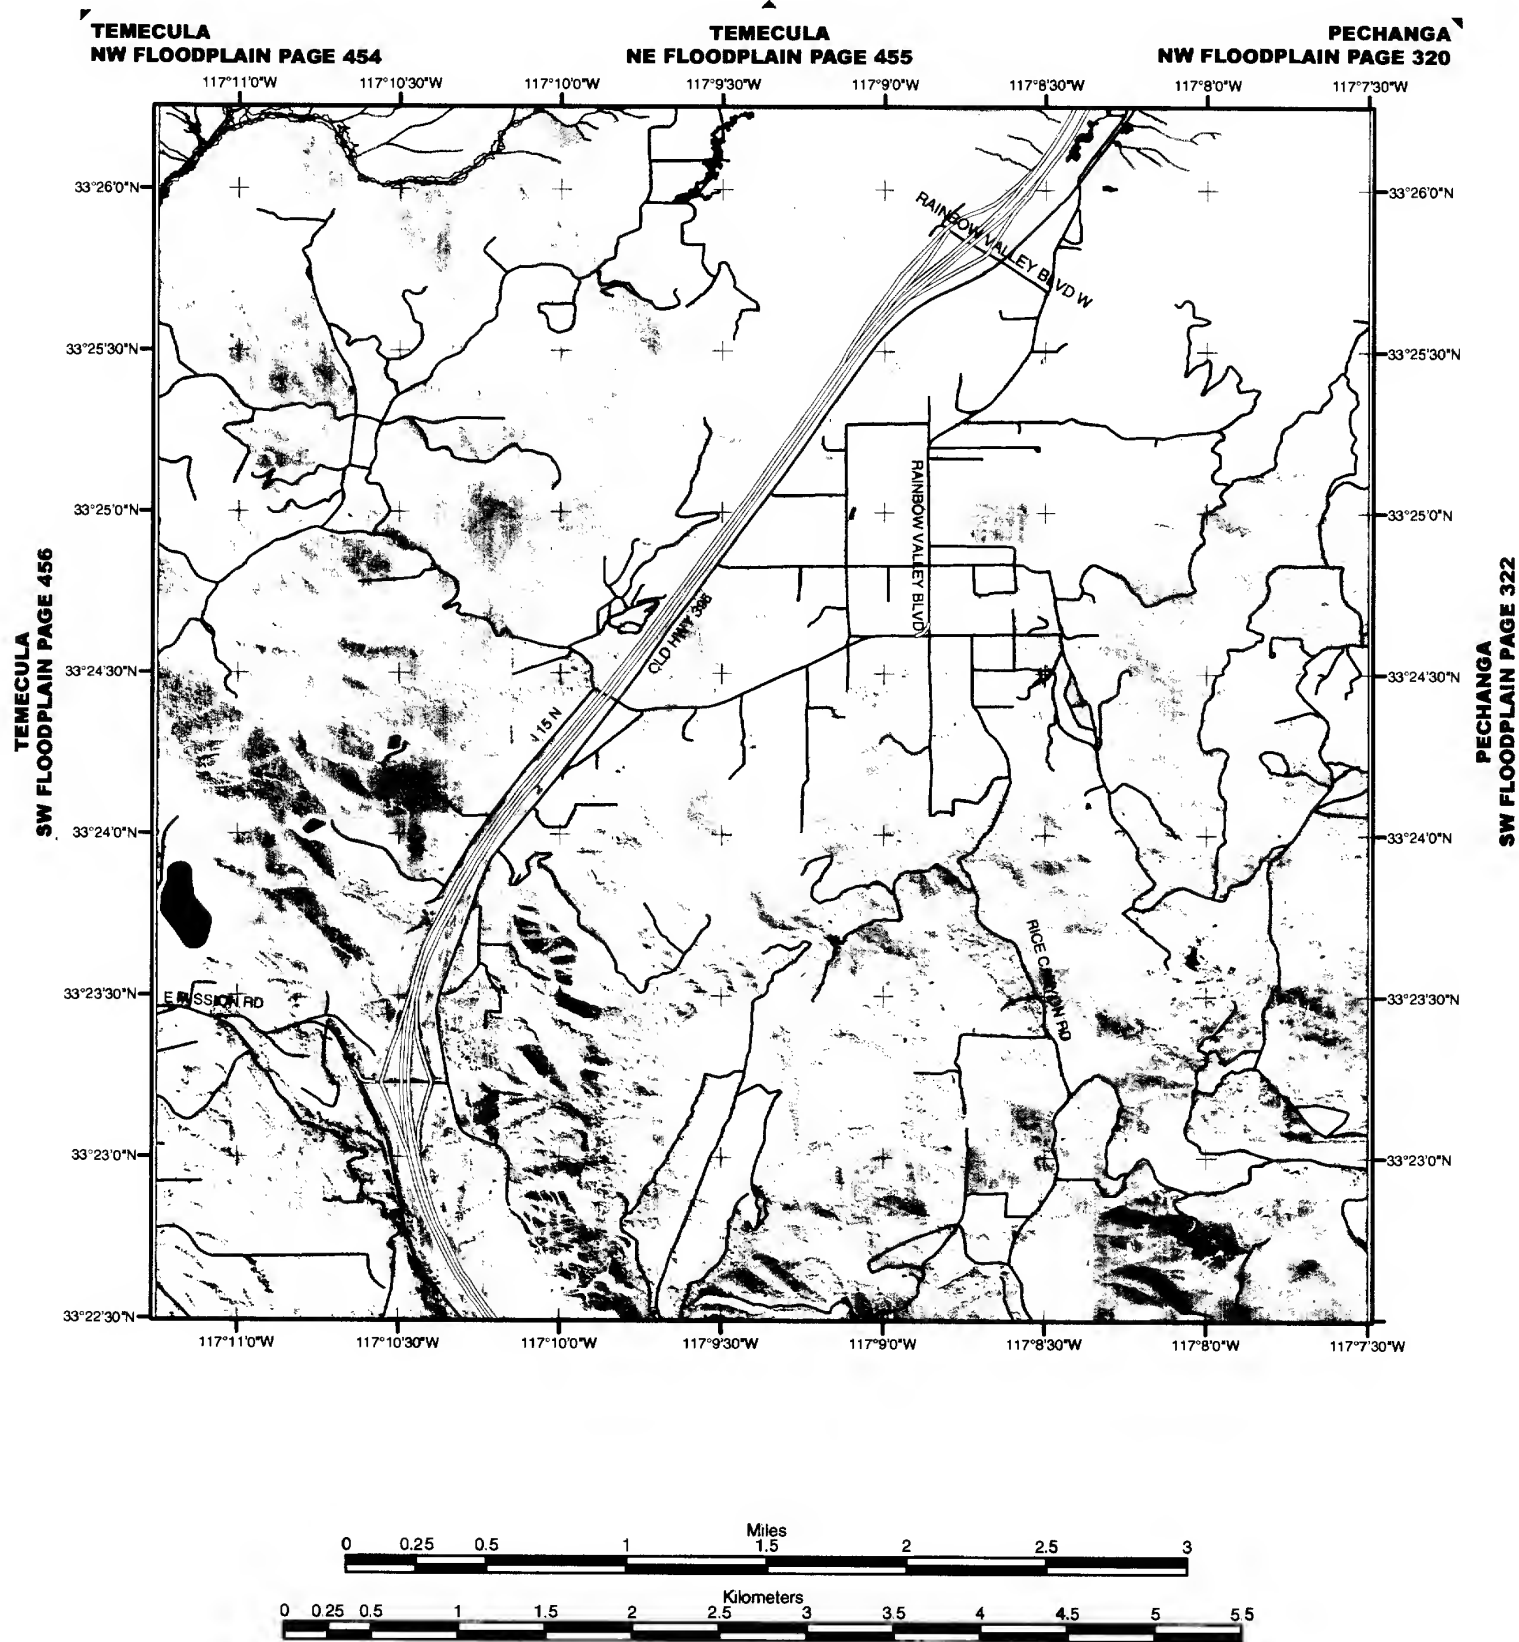 TEMECULA
NW FLOODPLAIN PAGE 454
TEMECULA
NE FLOODPLAIN PAGE 455
PECHANGA
NW FLOODPLAIN PAGE 320
117°11'0"W 117°10'30"W 117°10'0"W 117°9'30"W 117°9'0"W 117°8'30"W 117°8'0"W 117°7'30"W
33°26'0"N 33°26'0"N
RAINBOW VALLEY BLVD W
33°25'30"N 33°25'30"N
33°25'0"N 33°25'0"N
RAINBOW VALLEY BLVD
TEMECULA
SW FLOODPLAIN PAGE 456
PECHANGA
SW FLOODPLAIN PAGE 322
OLD HWY 395
33°24'30"N 33°24'30"N
I 15 N
33°24'0"N 33°24'0"N
RICE CANYON RD
E MISSION RD
33°23'30"N 33°23'30"N
33°23'0"N 33°23'0"N
33°22'30"N
117°11'0"W 117°10'30"W 117°10'0"W 117°9'30"W 117°9'0"W 117°8'30"W 117°8'0"W 117°7'30"W
Miles
0 0.25 0.5 1 1.5 2 2.5 3
Kilometers
0 0.25 0.5 1 1.5 2 2.5 3 3.5 4 4.5 5 5.5